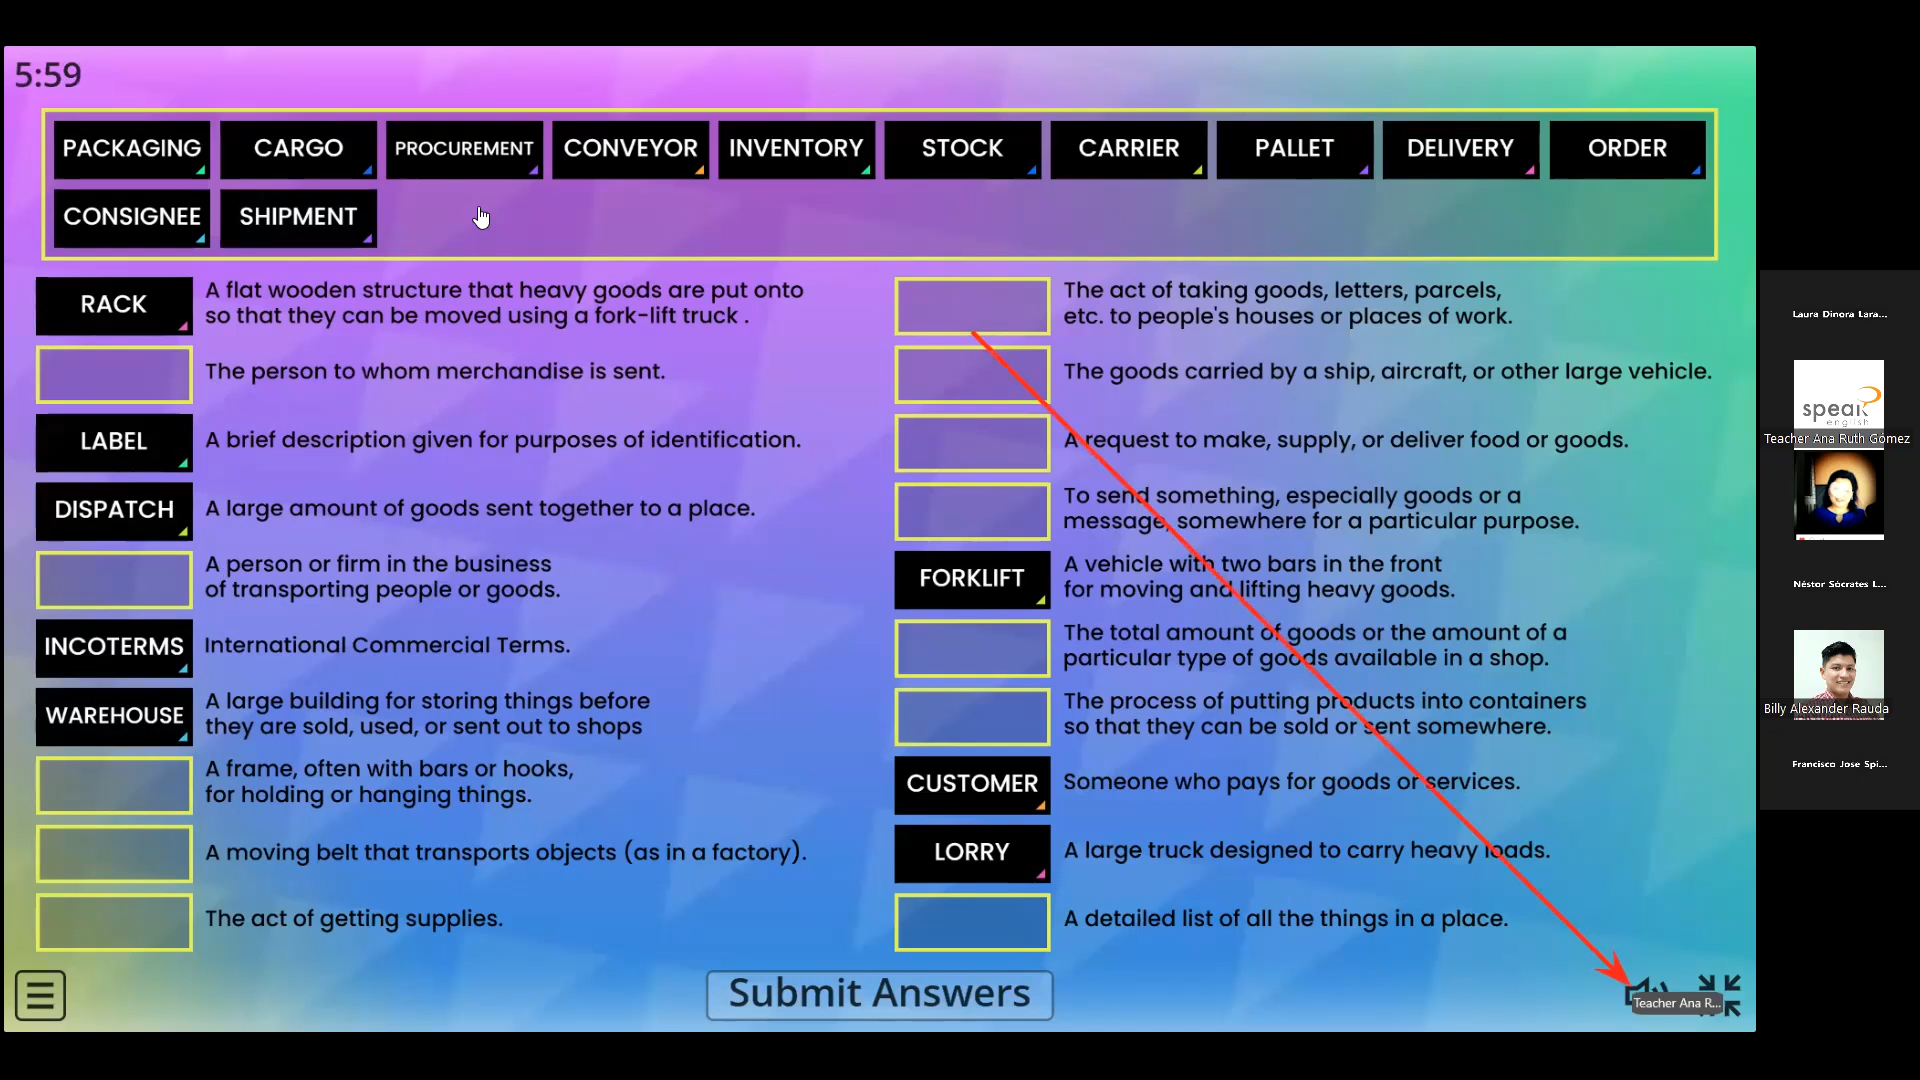 5:59
PACKAGING CARGO PROCUREMENT CONVEYOR INVENTORY STOCK CARRIER PALLET DELIVERY ORDER
CONSIGNEE SHIPMENT
RACK
A flat wooden structure that heavy goods are put onto
so that they can be moved using a fork-lift truck .
The person to whom merchandise is sent.
LABEL
A brief description given for purposes of identification.
DISPATCH
A large amount of goods sent together to a place.
A person or firm in the business
of transporting people or goods.
INCOTERMS
International Commercial Terms.
WAREHOUSE
A large building for storing things before
they are sold, used, or sent out to shops
A frame, often with bars or hooks,
for holding or hanging things.
A moving belt that transports objects (as in a factory).
The act of getting supplies.
The act of taking goods, letters, parcels,
etc. to people's houses or places of work.
The goods carried by a ship, aircraft, or other large vehicle.
A request to make, supply, or deliver food or goods.
To send something, especially goods or a
message, somewhere for a particular purpose.
FORKLIFT
A vehicle with two bars in the front
for moving and lifting heavy goods.
The total amount of goods or the amount of a
particular type of goods available in a shop.
The process of putting products into containers
so that they can be sold or sent somewhere.
CUSTOMER
Someone who pays for goods or services.
LORRY
A large truck designed to carry heavy loads.
A detailed list of all the things in a place.
Submit Answers
Teacher Ana R...
Laura Dinora Lara...
speak
english
Teacher Ana Ruth Gómez
Néstor Sócrates L...
Billy Alexander Rauda
Francisco Jose Spi...